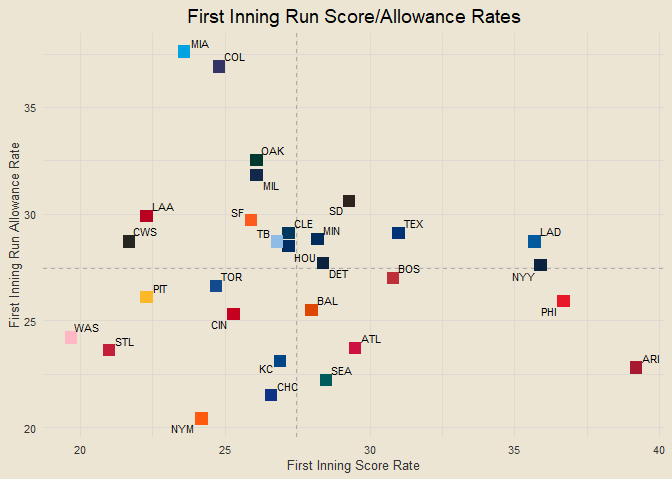 First Inning Run Score/Allowance Rates
MIA
COL
35
OAK
MIL
SD
LAA
30
SF
CLE
TEX
CWS
TB
MIN
LAD
HOU
DET
BOS
NYY
First Inning Run Allowance Rate
TOR
PIT
BAL
PHI
25
CIN
WAS
STL
ATL
ARI
KC
SEA
CHC
NYM
20
20
25
30
35
40
First Inning Score Rate